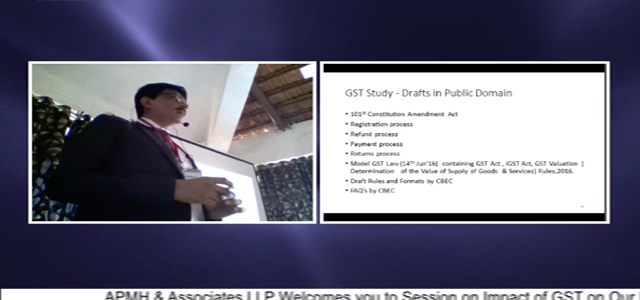 GST Study - Drafts in Public Domain
• 101st Constitution Amendment Act
• Registration process
• Refund process
• Payment process
• Returns process
• Model GST Law (14th Jun'16) containing GST Act , IGST Act, GST Valuation (
Determination of the Value of Supply of Goods & Services) Rules,2016.
• Draft Rules and Formats by CBEC
• FAQ's by CBEC
APMH & Associates LLP Welcomes you to Session on Impact of GST on Our